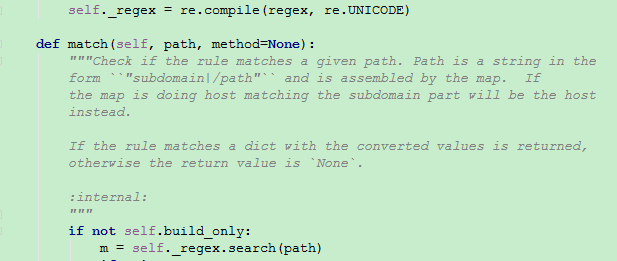 self._regex = re.compile(regex, re.UNICODE)
def match(self, path, method=None):
"""Check if the rule matches a given path. Path is a string in the
form ``"subdomain|/path"`` and is assembled by the map.  If
the map is doing host matching the subdomain part will be the host
instead.
If the rule matches a dict with the converted values is returned,
otherwise the return value is `None`.
:internal:
"""
if not self.build_only:
m = self._regex.search(path)